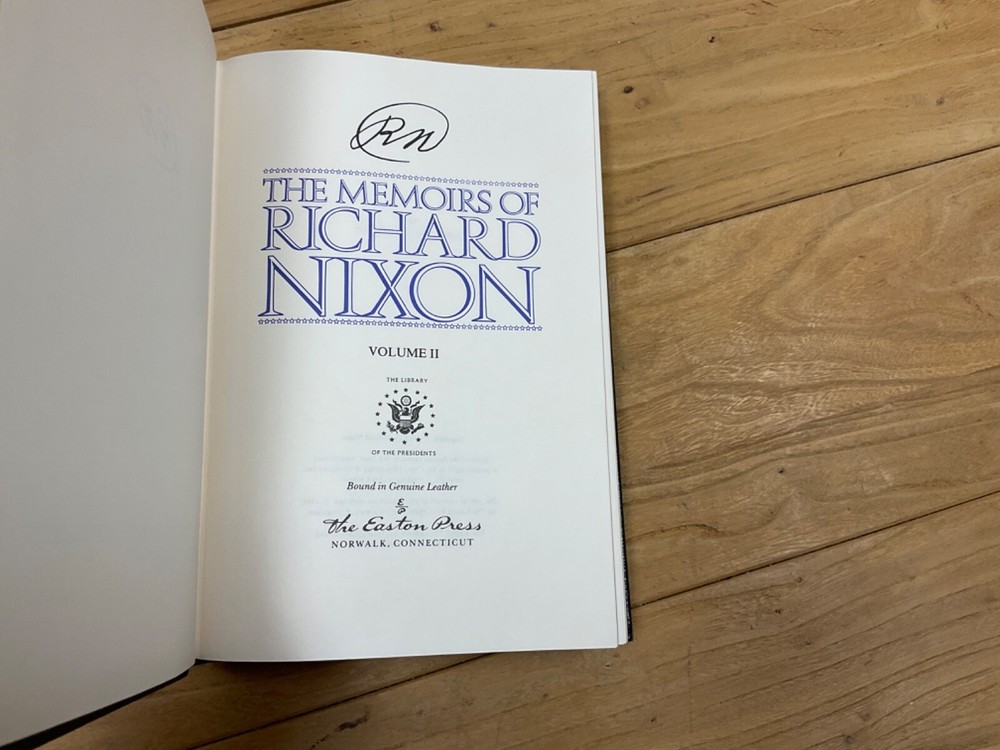 RN
THE MEMOIRS OF
RICHARD
NIXON
VOLUME II
THE LIBRARY
OF THE PRESIDENTS
Bound in Genuine Leather
E
P
the Easton Press
NORWALK, CONNECTICUT